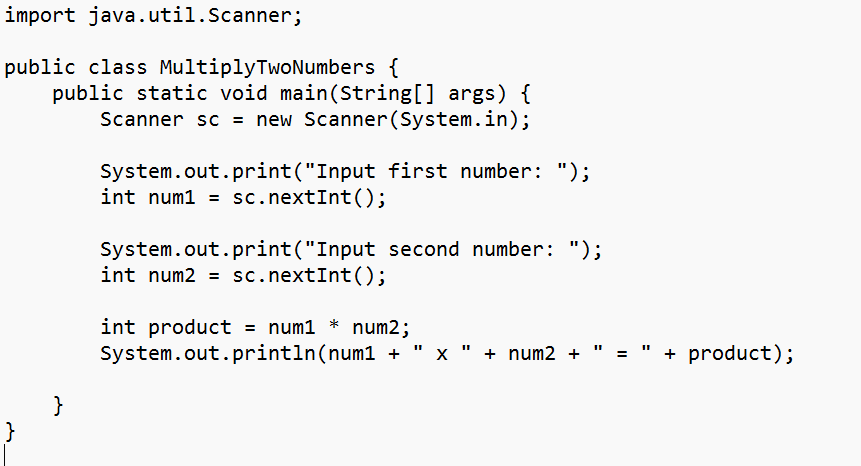 import java.util.Scanner;

public class MultiplyTwoNumbers {
    public static void main(String[] args) {
        Scanner sc = new Scanner(System.in);

        System.out.print("Input first number: ");
        int num1 = sc.nextInt();

        System.out.print("Input second number: ");
        int num2 = sc.nextInt();

        int product = num1 * num2;
        System.out.println(num1 + " x " + num2 + " = " + product);

    }
}